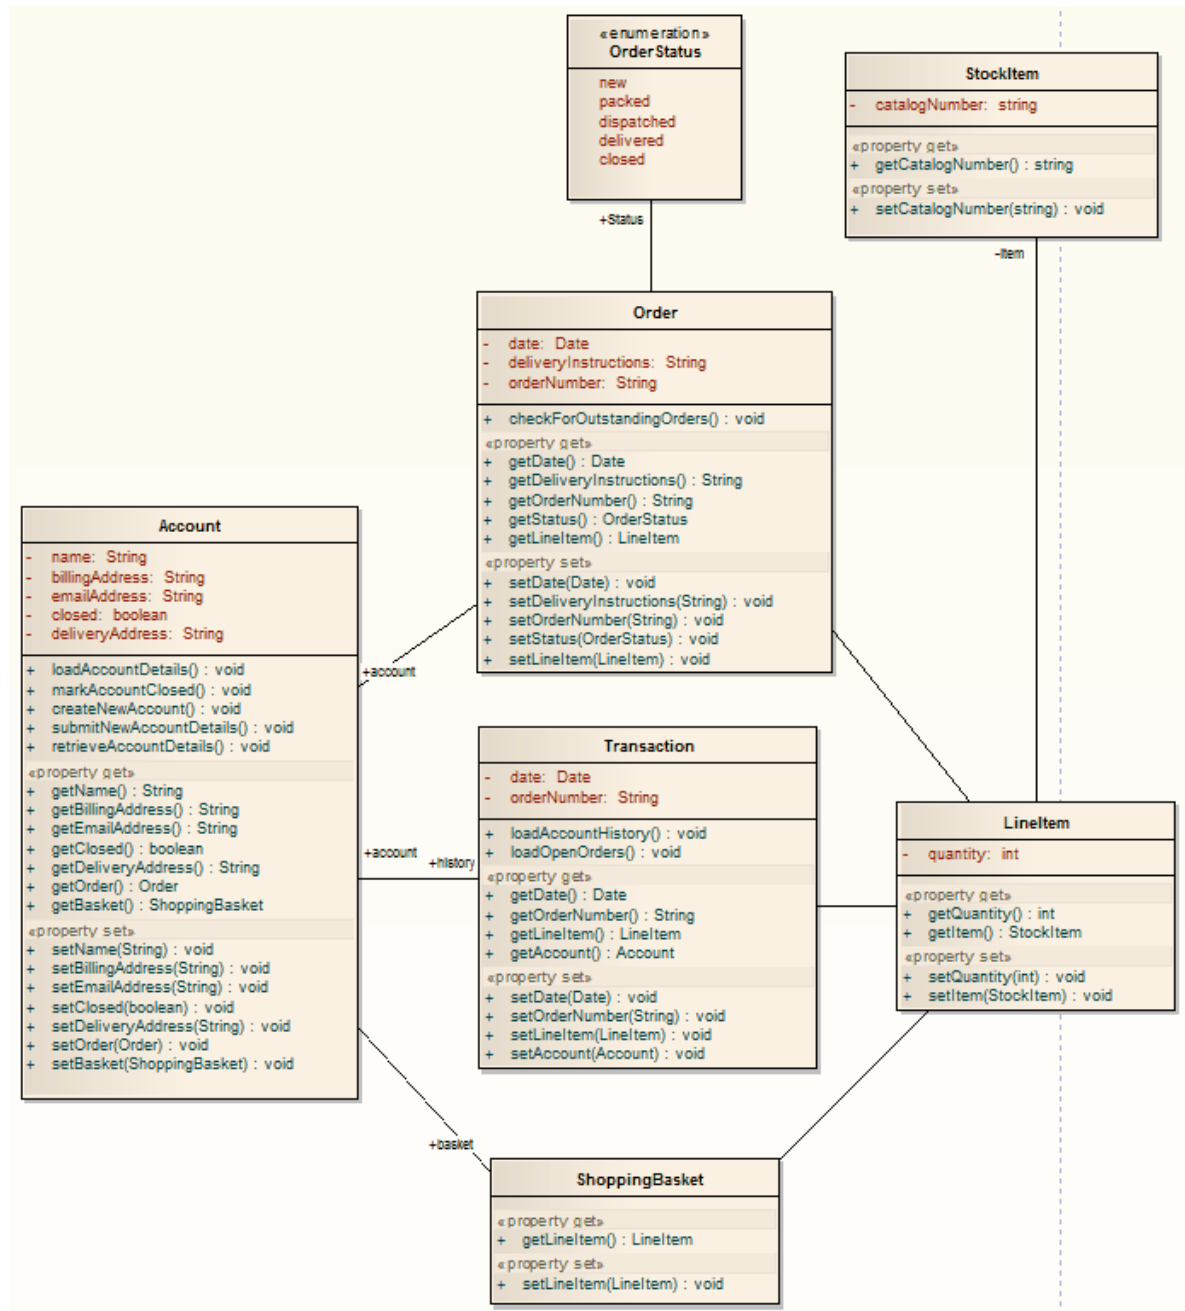 «enumeration»
OrderStatus
new
packed
dispatched
delivered
closed
+Status
StockItem
- catalogNumber: string
«property get»
+ getCatalogNumber() : string
«property set»
+ setCatalogNumber(string) : void
-Item
Order
- date: Date
- deliveryInstructions: String
- orderNumber: String
+ checkForOutstandingOrders() : void
«property get»
+ getDate() : Date
+ getDeliveryInstructions() : String
+ getOrderNumber() : String
+ getStatus() : OrderStatus
+ getLineItem() : LineItem
«property set»
+ setDate(Date) : void
+ setDeliveryInstructions(String) : void
+ setOrderNumber(String) : void
+ setStatus(OrderStatus) : void
+ setLineItem(LineItem) : void
Account
- name: String
- billingAddress: String
- emailAddress: String
- closed: boolean
- deliveryAddress: String
+ loadAccountDetails() : void
+ markAccountClosed() : void
+ createNewAccount() : void
+ submitNewAccountDetails() : void
+ retrieveAccountDetails() : void
«property get»
+ getName() : String
+ getBillingAddress() : String
+ getEmailAddress() : String
+ getClosed() : boolean
+ getDeliveryAddress() : String
+ getOrder() : Order
+ getBasket() : ShoppingBasket
«property set»
+ setName(String) : void
+ setBillingAddress(String) : void
+ setEmailAddress(String) : void
+ setClosed(boolean) : void
+ setDeliveryAddress(String) : void
+ setOrder(Order) : void
+ setBasket(ShoppingBasket) : void
+account
+account
+history
+basket
Transaction
- date: Date
- orderNumber: String
+ loadAccountHistory() : void
+ loadOpenOrders() : void
«property get»
+ getDate() : Date
+ getOrderNumber() : String
+ getLineItem() : LineItem
+ getAccount() : Account
«property set»
+ setDate(Date) : void
+ setOrderNumber(String) : void
+ setLineItem(LineItem) : void
+ setAccount(Account) : void
LineItem
- quantity: int
«property get»
+ getQuantity() : int
+ getItem() : StockItem
«property set»
+ setQuantity(int) : void
+ setItem(StockItem) : void
ShoppingBasket
«property get»
+ getLineItem() : LineItem
«property set»
+ setLineItem(LineItem) : void